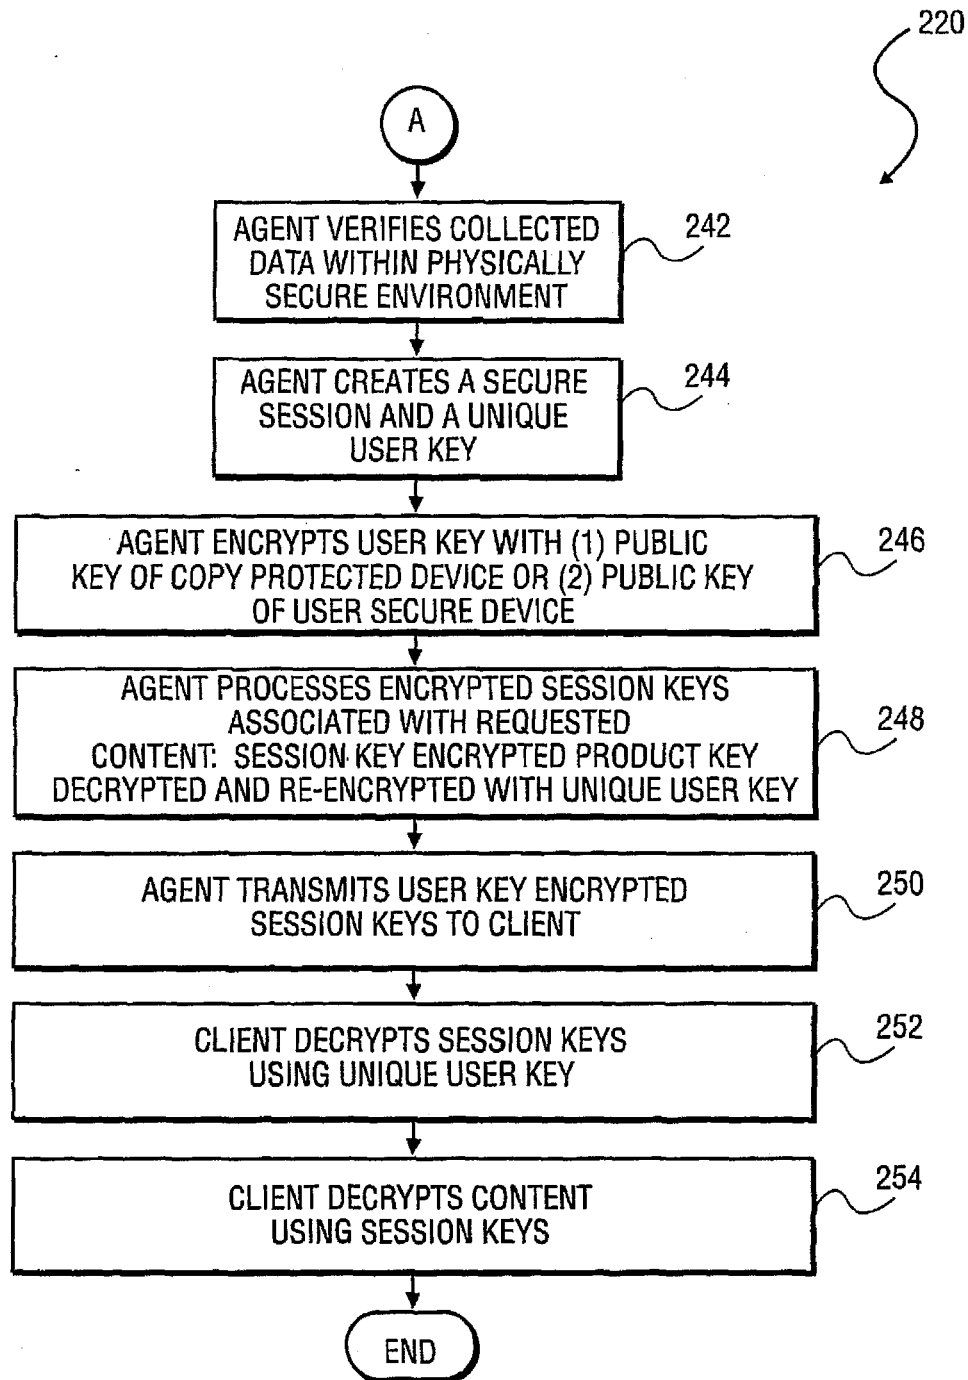 220
A
AGENT VERIFIES COLLECTED
DATA WITHIN PHYSICALLY
SECURE ENVIRONMENT
242
AGENT CREATES A SECURE
SESSION AND A UNIQUE
USER KEY
244
AGENT ENCRYPTS USER KEY WITH (1) PUBLIC
KEY OF COPY PROTECTED DEVICE OR (2) PUBLIC KEY
OF USER SECURE DEVICE
246
AGENT PROCESSES ENCRYPTED SESSION KEYS
ASSOCIATED WITH REQUESTED
CONTENT: SESSION KEY ENCRYPTED PRODUCT KEY
DECRYPTED AND RE-ENCRYPTED WITH UNIQUE USER KEY
248
AGENT TRANSMITS USER KEY ENCRYPTED
SESSION KEYS TO CLIENT
250
CLIENT DECRYPTS SESSION KEYS
USING UNIQUE USER KEY
252
CLIENT DECRYPTS CONTENT
USING SESSION KEYS
254
END